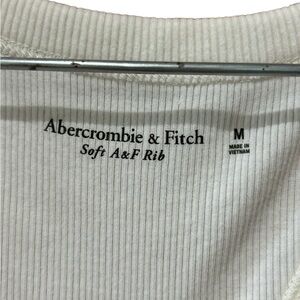 Abercrombie & Fitch
Soft A&F Rib
M
MADE IN
VIETNAM